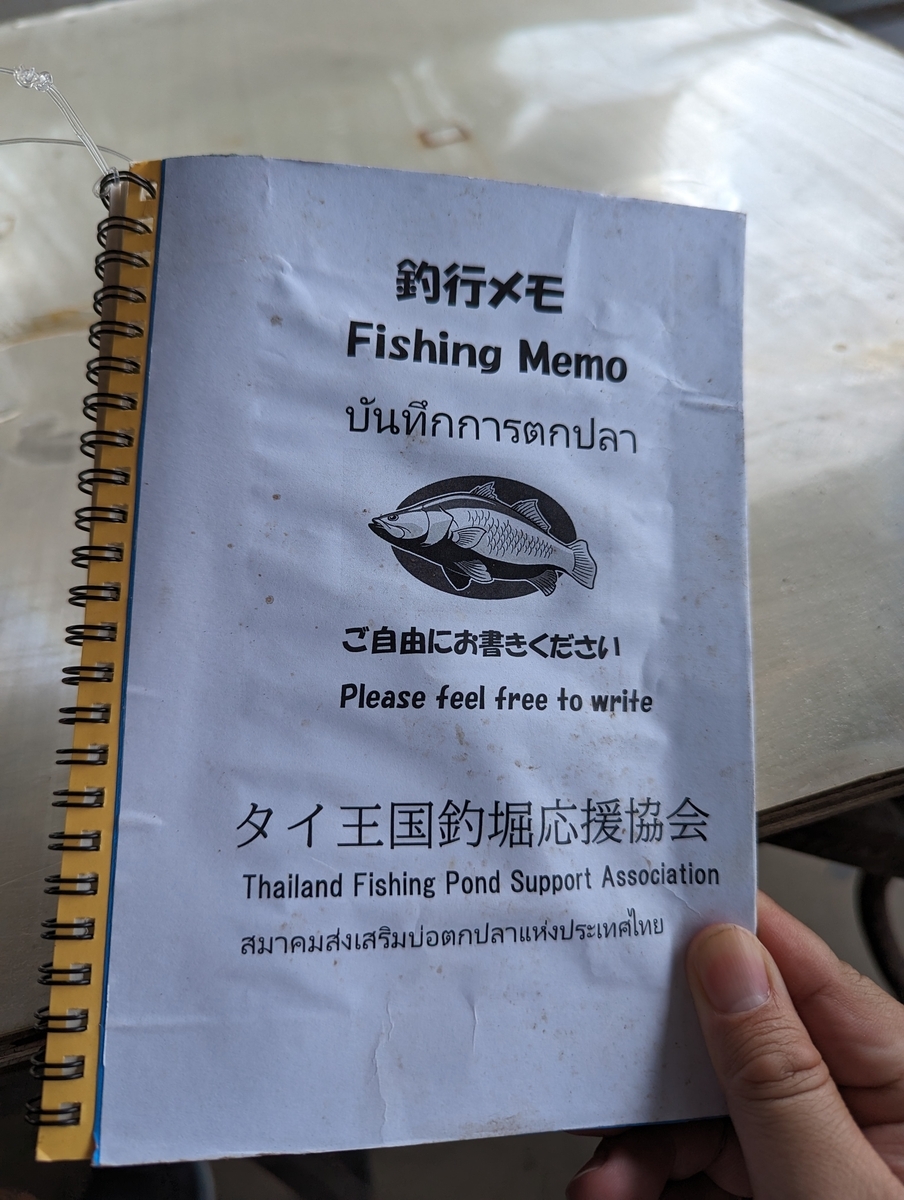 釣行メモ
Fishing Memo
บันทึกการตกปลา
ご自由にお書きください
Please feel free to write
タイ王国釣堀応援協会
Thailand Fishing Pond Support Association
สมาคมส่งเสริมบ่อตกปลาแห่งประเทศไทย